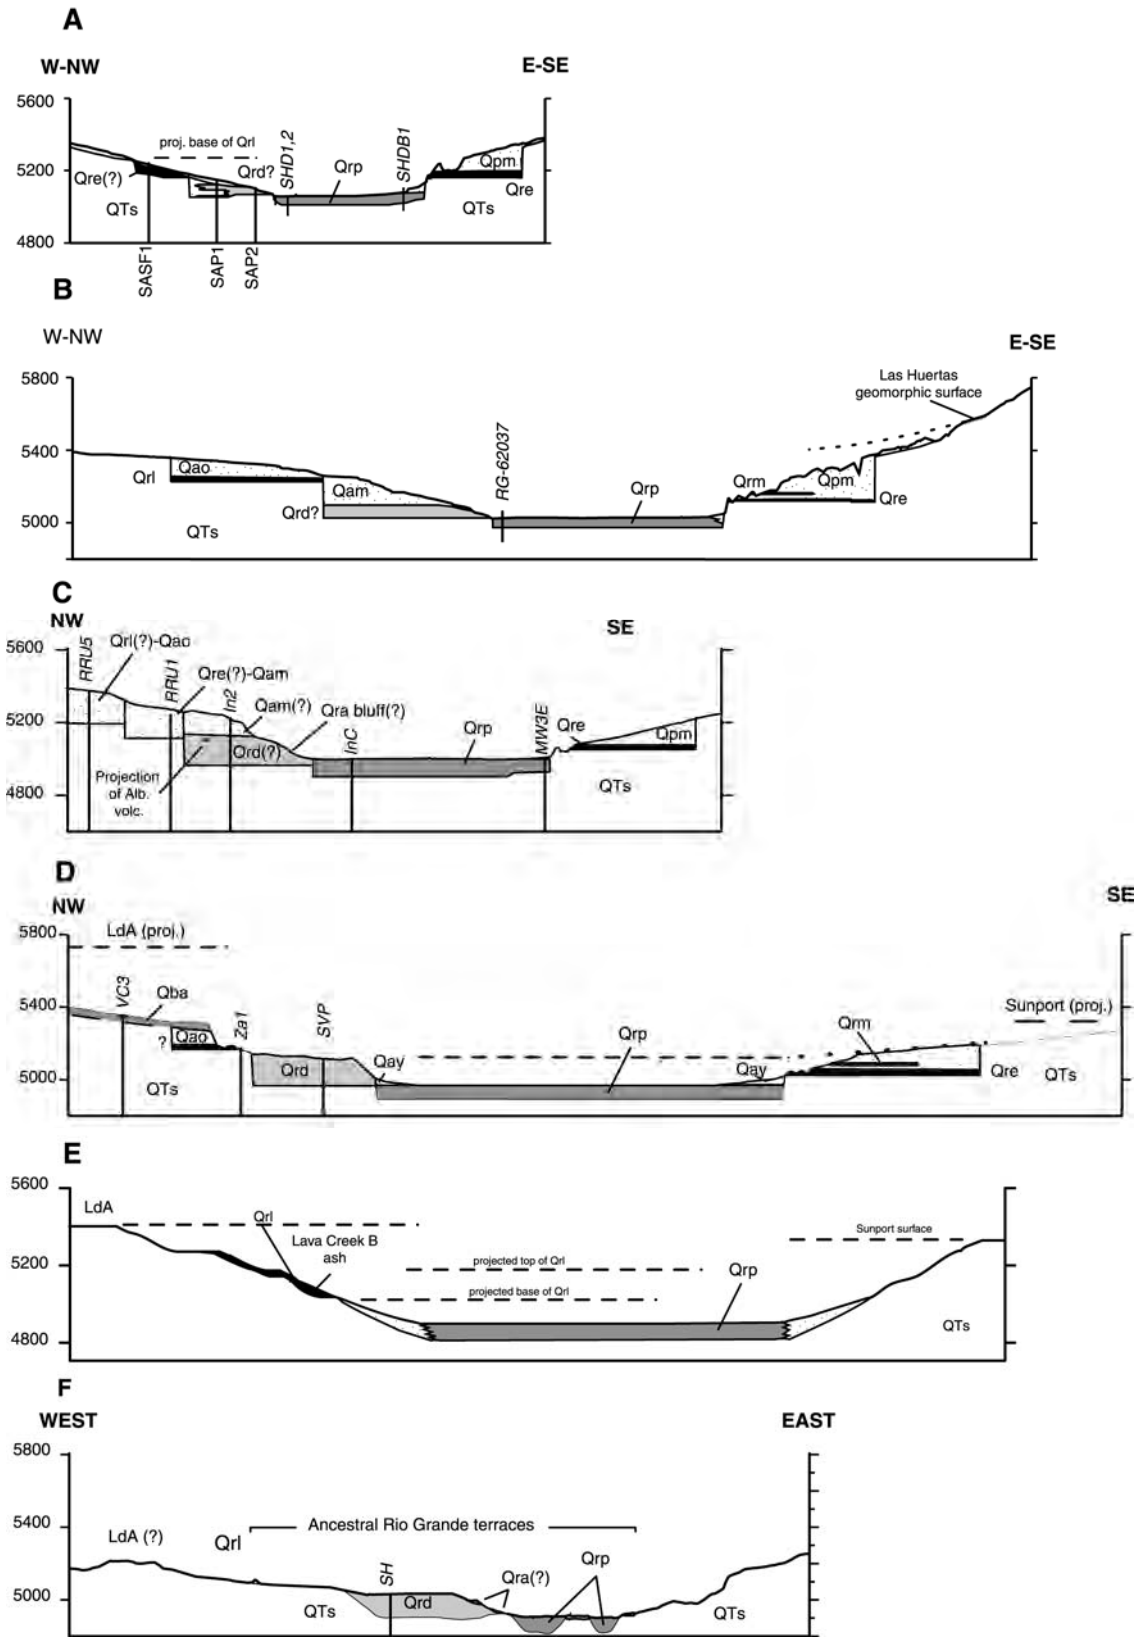 A
W-NW
E-SE
5600
5200
4800
proj. base of Qrl
Qre(?)
Qrd?
SHD1,2
Qrp
SHDB1
Qpm
Qre
QTs
QTs
SASF1
SAP1
SAP2
B
W-NW
E-SE
5800
5400
5000
Las Huertas
geomorphic surface
RG-62037
Qao
Qrl
Qam
Qrd?
Qrp
Qrm
Qpm
Qre
QTs
C
NW
SE
5600
5200
4800
RRU5
Qrl(?)-Qao
RRU1
Qre(?)-Qam
In2
Qam(?)
Qra bluff(?)
InC
Qrp
MW3E
Qre
Qpm
Qrd(?)
Projection
of Alb.
volc.
QTs
D
NW
SE
5800
5400
5000
LdA (proj.)
VC3
Qba
Za1
SVP
?
Qao
Qrd
Qay
Qrp
Qay
Qrm
Sunport (proj.)
Qre
QTs
QTs
E
5600
5200
4800
LdA
Qrl
Lava Creek B
ash
projected top of Qrl
projected base of Qrl
Qrp
Sunport surface
QTs
F
WEST
EAST
5800
5400
5000
LdA (?)
Qrl
Ancestral Rio Grande terraces
SH
Qrd
Qra(?)
Qrp
QTs
QTs